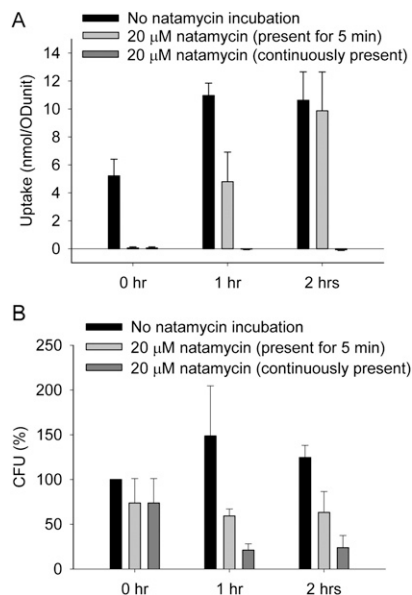 A
No natamycin incubation
20 μM natamycin (present for 5 min)
20 μM natamycin (continuously present)
Uptake (nmol/ODunit)
14
12
10
8
6
4
2
0
0 hr
1 hr
2 hrs
B
No natamycin incubation
20 μM natamycin (present for 5 min)
20 μM natamycin (continuously present)
CFU (%)
250
200
150
100
50
0
0 hr
1 hr
2 hrs